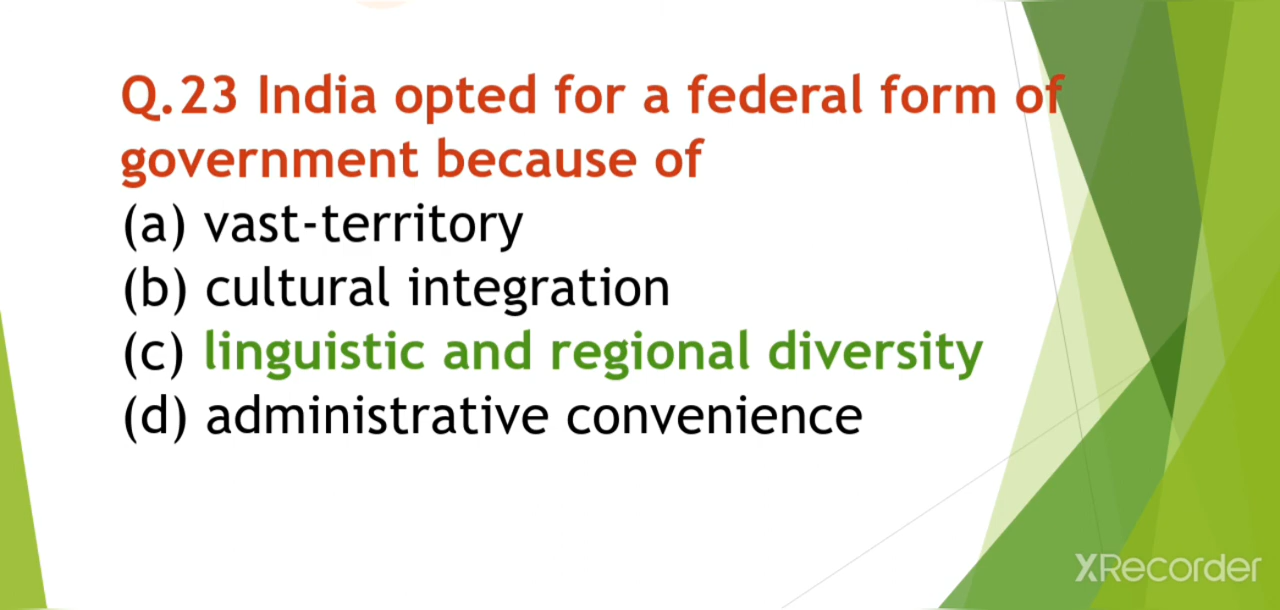 Q.23 India opted for a federal form of
government because of
(a) vast-territory
(b) cultural integration
(c) linguistic and regional diversity
(d) administrative convenience
XRecorder